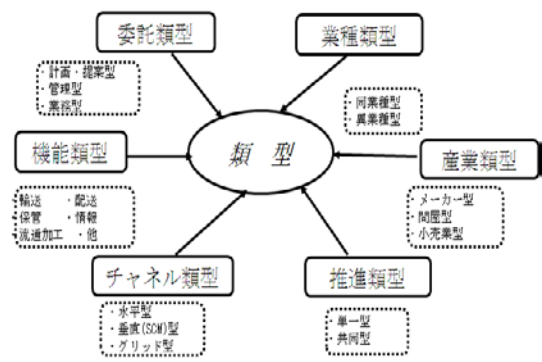 委託類型
・計画・提案型
・管理型
・業務型
業種類型
・同業種型
・異業種型
類 型
機能類型
・輸送 ・配送
・保管 ・情報
流通加工 ・他
産業類型
・メーカー型
・問屋型
・小売業型
チャネル類型
・水平型
・垂直(SCM)型
・グリッド型
推進類型
・単一型
・共同型